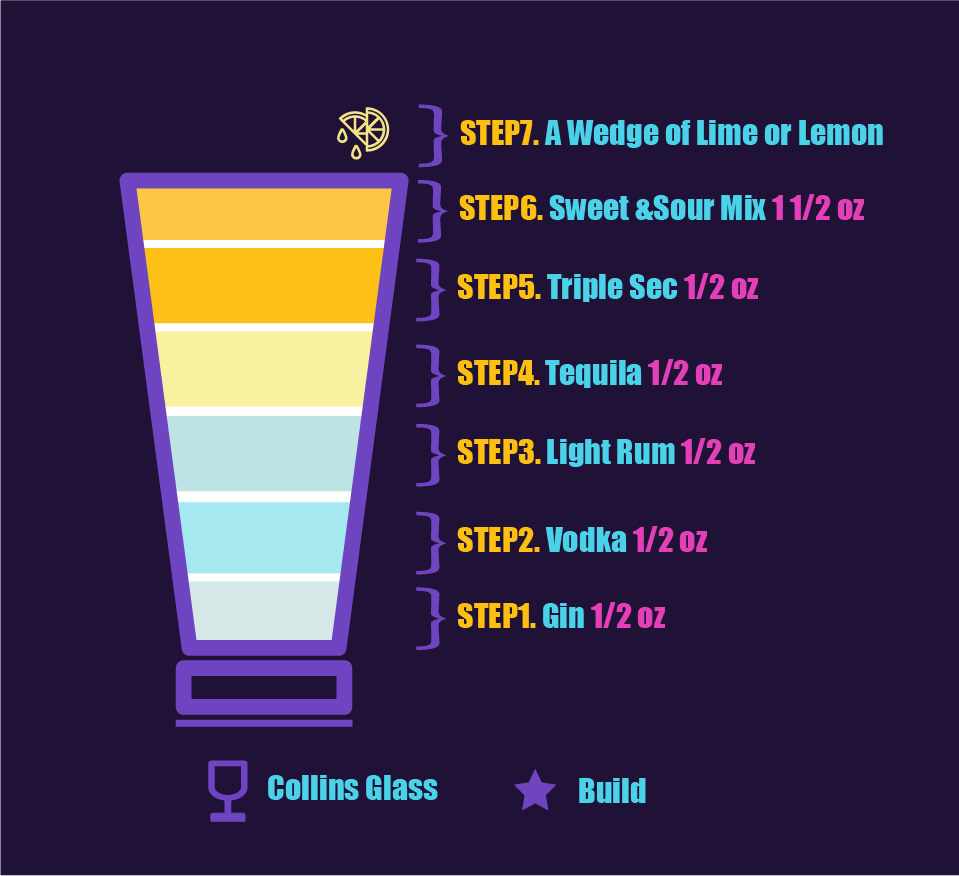 STEP7. A Wedge of Lime or Lemon
STEP6. Sweet &Sour Mix 1 1/2 oz
STEP5. Triple Sec 1/2 oz
STEP4. Tequila 1/2 oz
STEP3. Light Rum 1/2 oz
STEP2. Vodka 1/2 oz
STEP1. Gin 1/2 oz
Collins Glass
Build